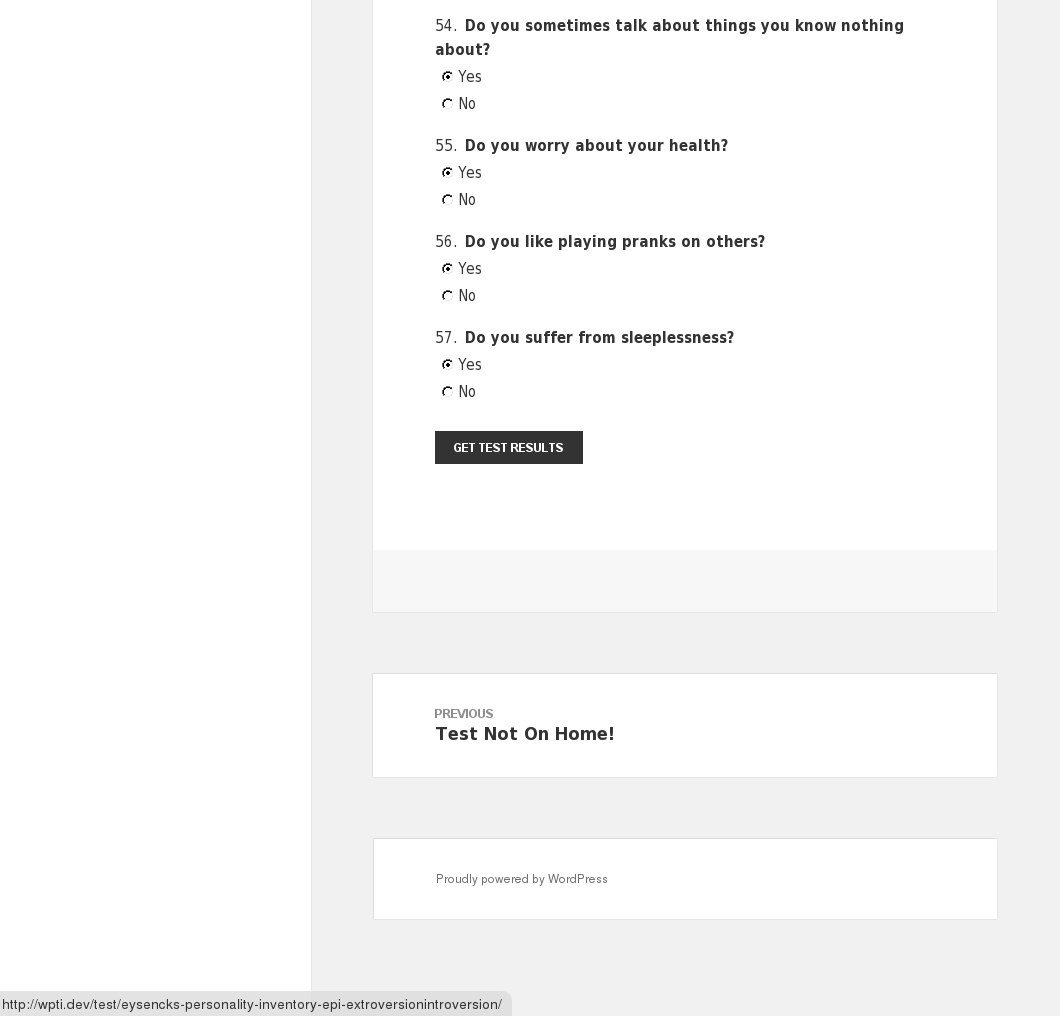 54. Do you sometimes talk about things you know nothing
about?
Yes
No
55. Do you worry about your health?
Yes
No
56. Do you like playing pranks on others?
Yes
No
57. Do you suffer from sleeplessness?
Yes
No
GET TEST RESULTS
PREVIOUS
Test Not On Home!
Proudly powered by WordPress
http://wpti.dev/test/eysencks-personality-inventory-epi-extroversionintroversion/